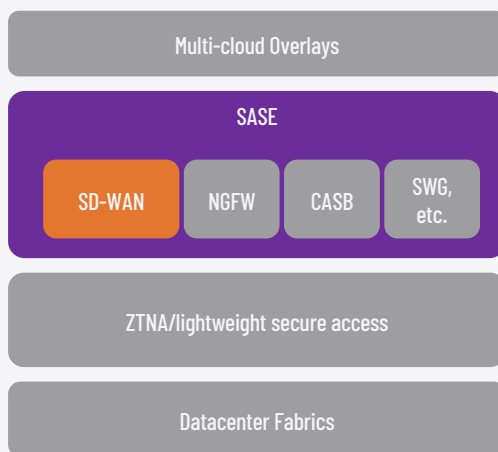 Multi-cloud Overlays
SASE
SD-WAN
NGFW
CASB
SWG,
etc.
ZTNA/lightweight secure access
Datacenter Fabrics